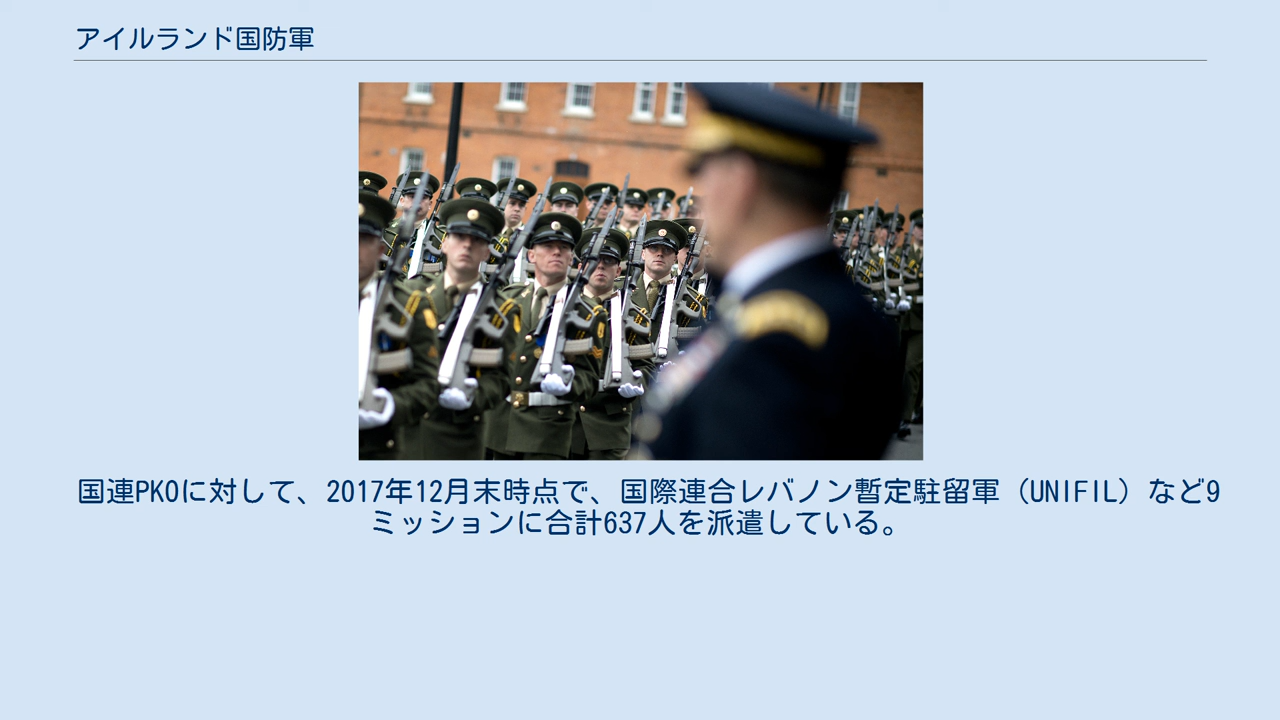 アイルランド国防軍
国連PKOに対して、2017年12月末時点で、国際連合レバノン暫定駐留軍（UNIFIL）など9
ミッションに合計637人を派遣している。